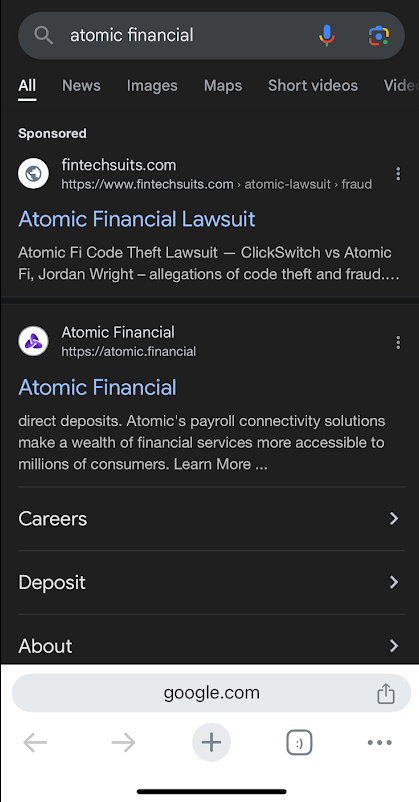 atomic financial
All News Images Maps Short videos Vide
Sponsored
fintechsuits.com
https://www.fintechsuits.com › atomic-lawsuit › fraud
Atomic Financial Lawsuit
Atomic Fi Code Theft Lawsuit — ClickSwitch vs Atomic
Fi, Jordan Wright – allegations of code theft and fraud....
Atomic Financial
https://atomic.financial
Atomic Financial
direct deposits. Atomic's payroll connectivity solutions
make a wealth of financial services more accessible to
millions of consumers. Learn More ...
Careers
Deposit
About
google.com
:)